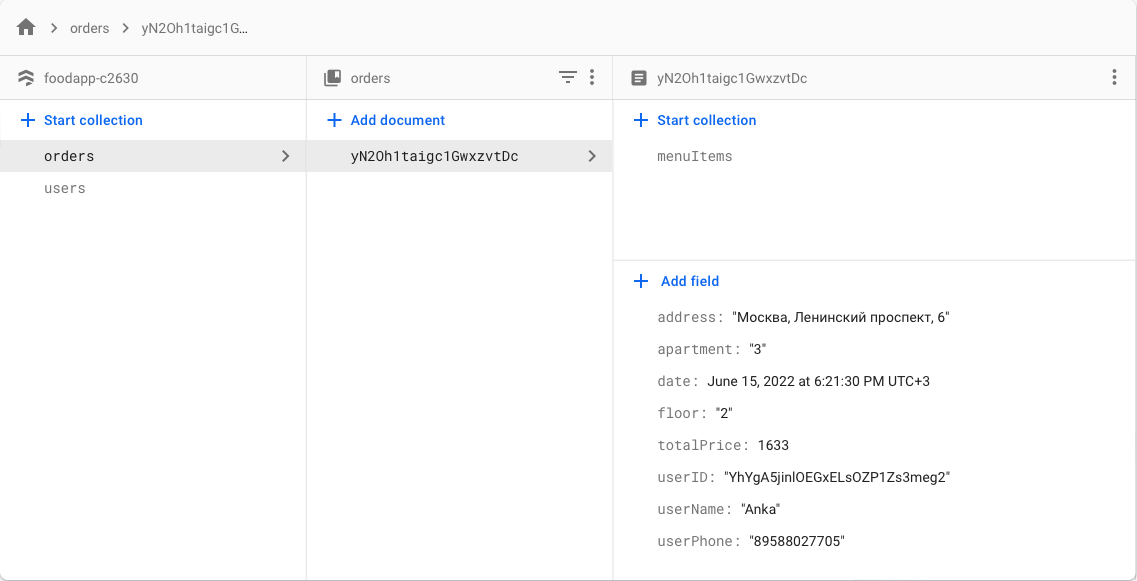 orders
yN2Oh1taigc1G...
foodapp-c2630
orders
yN2Oh1taigc1GwxzvtDc
Start collection
Add document
Start collection
orders
yN2Oh1taigc1GwxzvtDc
menuItems
users
Add field
address: "Москва, Ленинский проспект, 6"
apartment: "3"
date: June 15, 2022 at 6:21:30 PM UTC+3
floor: "2"
totalPrice: 1633
userID: "YhYgA5jinlOEGxELsOZP1Zs3meg2"
userName: "Anka"
userPhone: "89588027705"